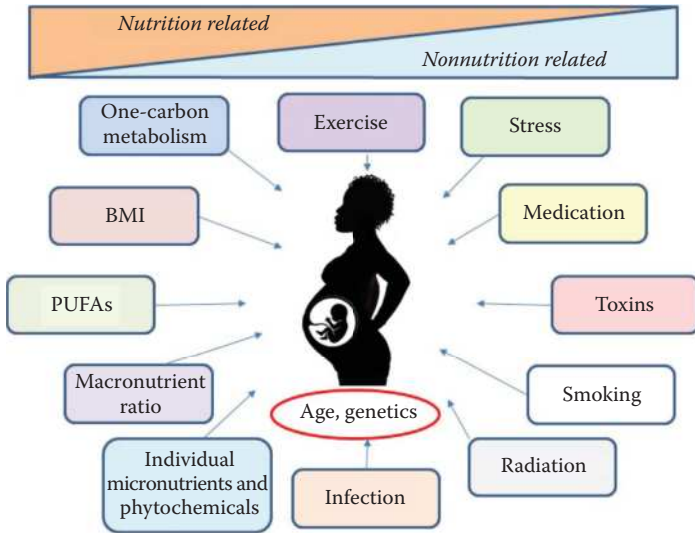 Nutrition related
Nonnutrition related
One-carbon
metabolism
Exercise
Stress
BMI
Medication
PUFAs
Toxins
Macronutrient
ratio
Smoking
Age, genetics
Individual
micronutrients and
phytochemicals
Infection
Radiation